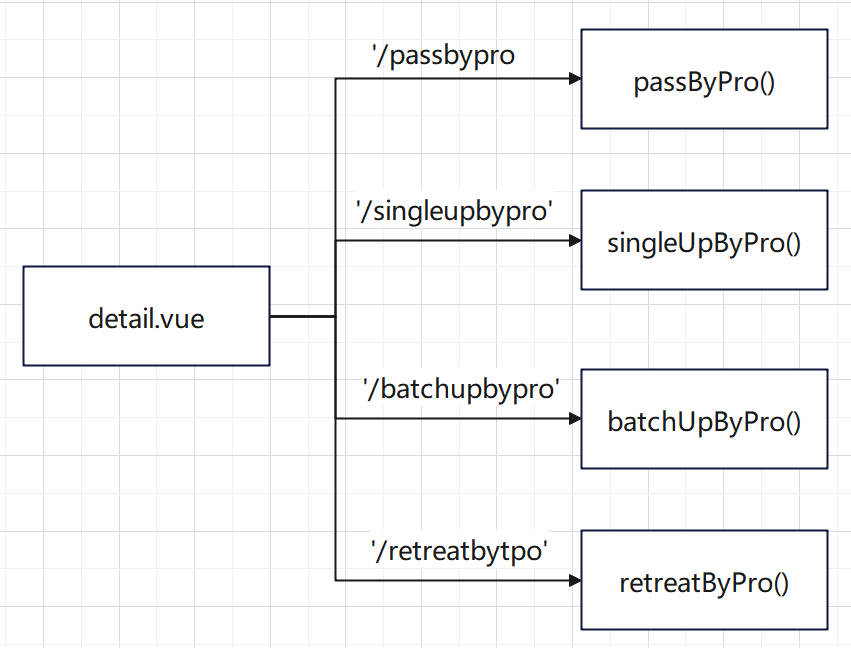 '/passbypro
passByPro()
'/singleupbypro'
singleUpByPro()
detail.vue
'/batchupbypro'
batchUpByPro()
'/retreatbytpo'
retreatByPro()